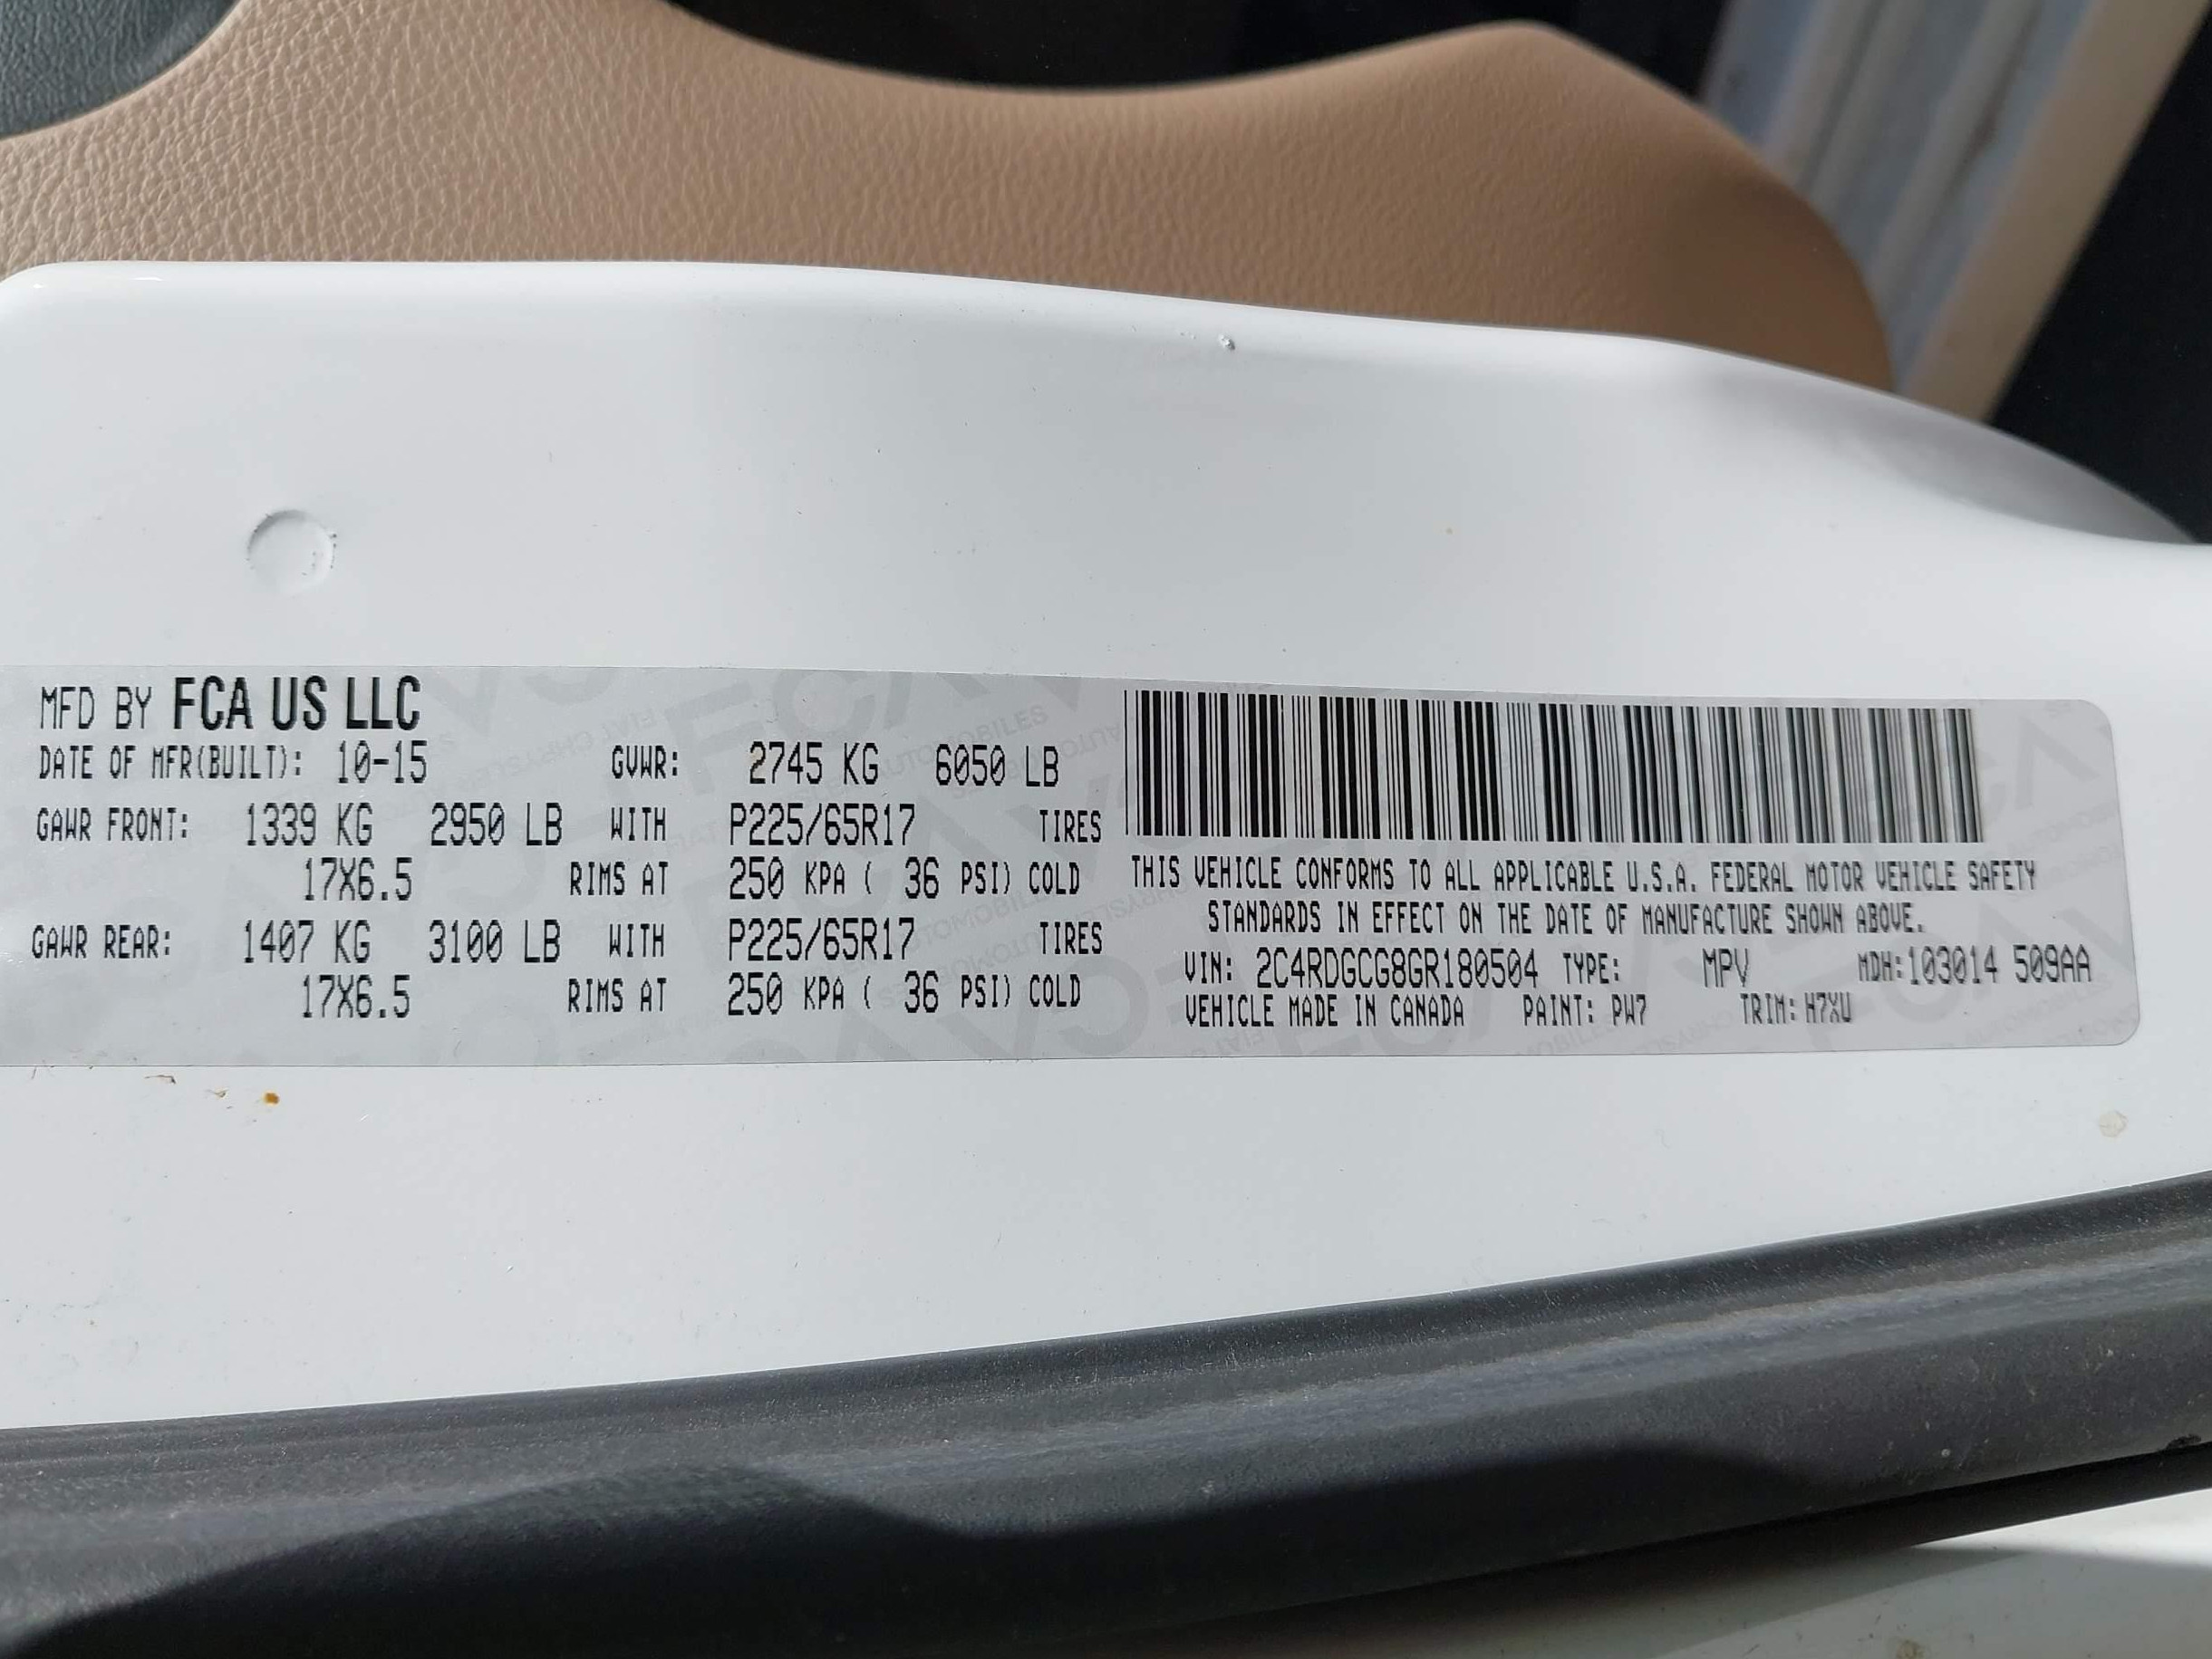 MFD BY FCA US LLC
DATE OF MFR(BUILT): 10-15 GVWR: 2745 KG 6050 LB
GAWR FRONT: 1339 KG 2950 LB WITH P225/65R17 TIRES
17X6.5 RIMS AT 250 KPA ( 36 PSI) COLD
GAWR REAR: 1407 KG 3100 LB WITH P225/65R17 TIRES
17X6.5 RIMS AT 250 KPA ( 36 PSI) COLD
THIS VEHICLE CONFORMS TO ALL APPLICABLE U.S.A. FEDERAL MOTOR VEHICLE SAFETY
STANDARDS IN EFFECT ON THE DATE OF MANUFACTURE SHOWN ABOVE.
VIN: 2C4RDGCG8GR180504 TYPE: MPV MDH:103014 509AA
VEHICLE MADE IN CANADA PAINT: PW7 TRIM: H7XU